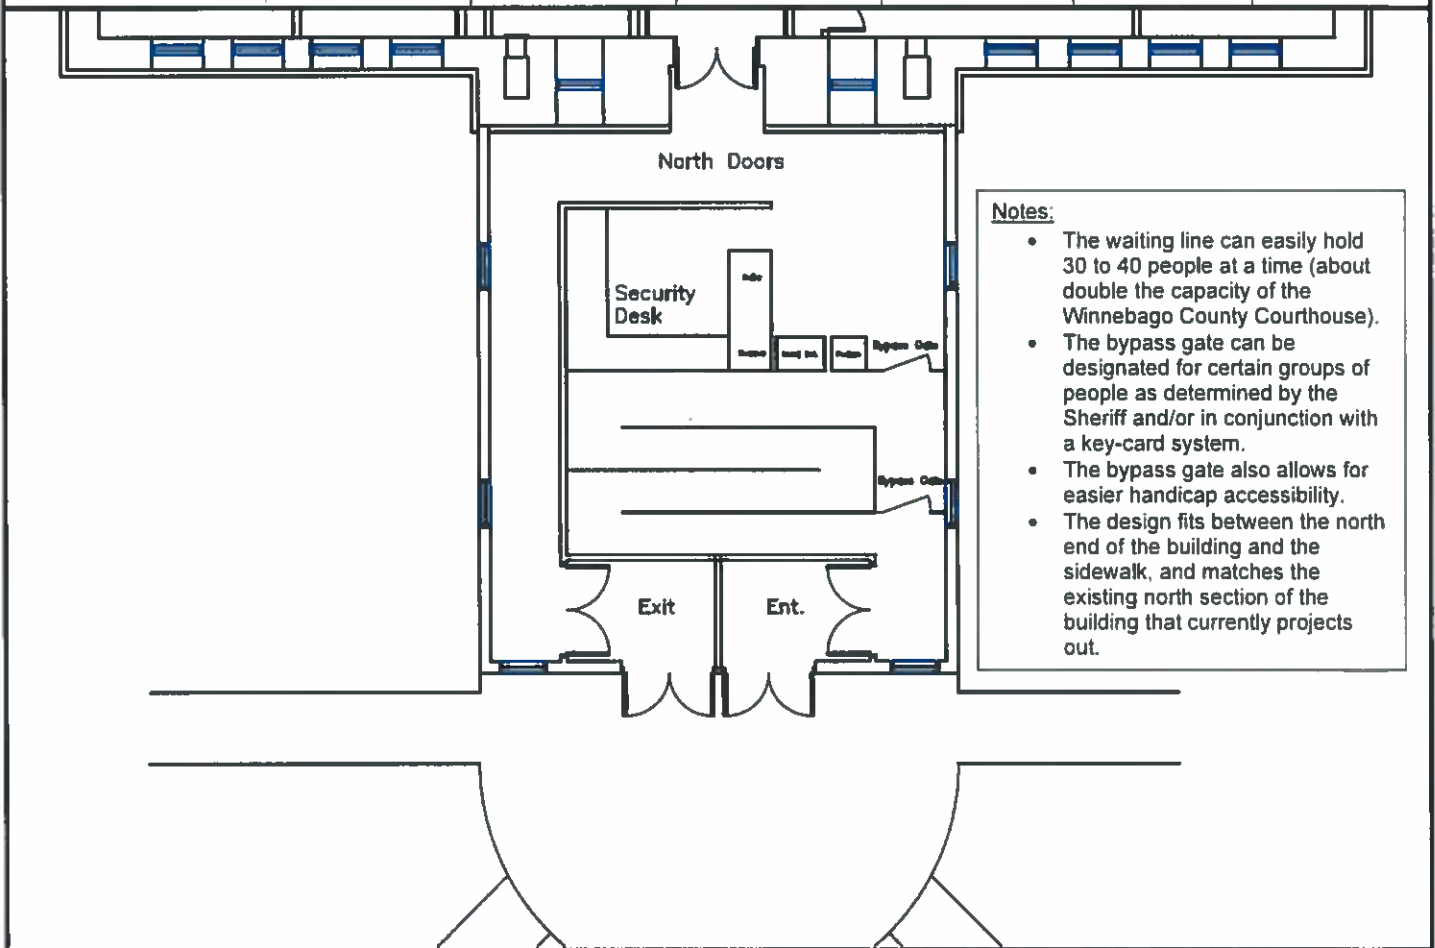 North Doors
Security
Desk
Bypass Gate
Bypass Gate
Exit
Ent.
Notes:
• The waiting line can easily hold
30 to 40 people at a time (about
double the capacity of the
Winnebago County Courthouse).
• The bypass gate can be
designated for certain groups of
people as determined by the
Sheriff and/or in conjunction with
a key-card system.
• The bypass gate also allows for
easier handicap accessibility.
• The design fits between the north
end of the building and the
sidewalk, and matches the
existing north section of the
building that currently projects
out.